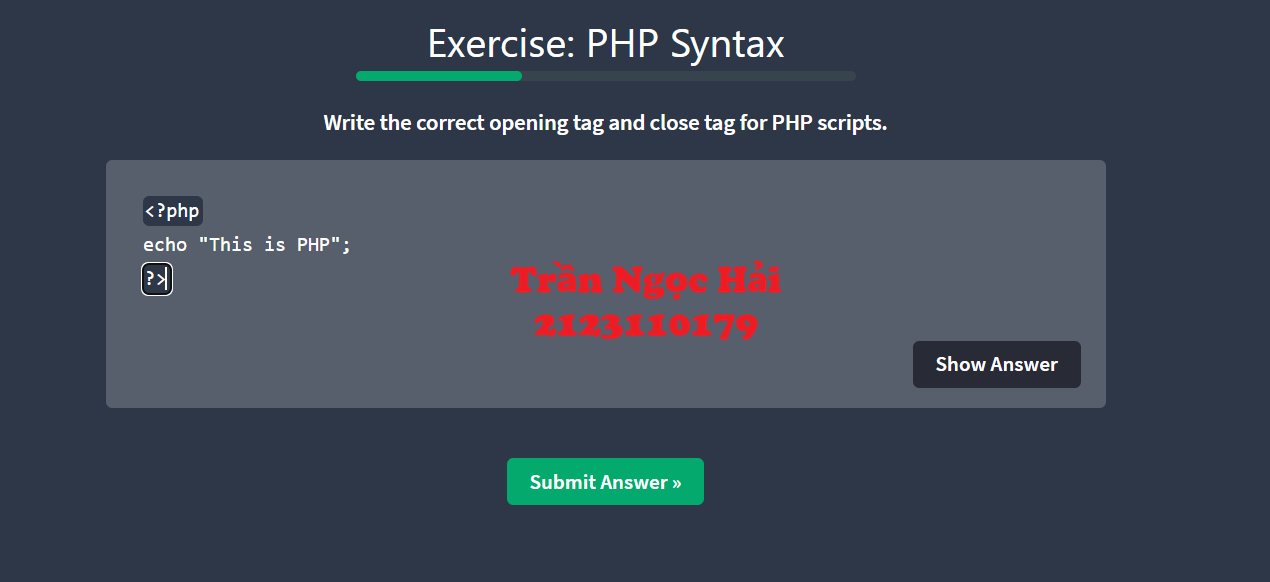 Exercise: PHP Syntax
Write the correct opening tag and close tag for PHP scripts.
<?php
echo "This is PHP";
?>
Trần Ngọc Hải
2123110179
Show Answer
Submit Answer »